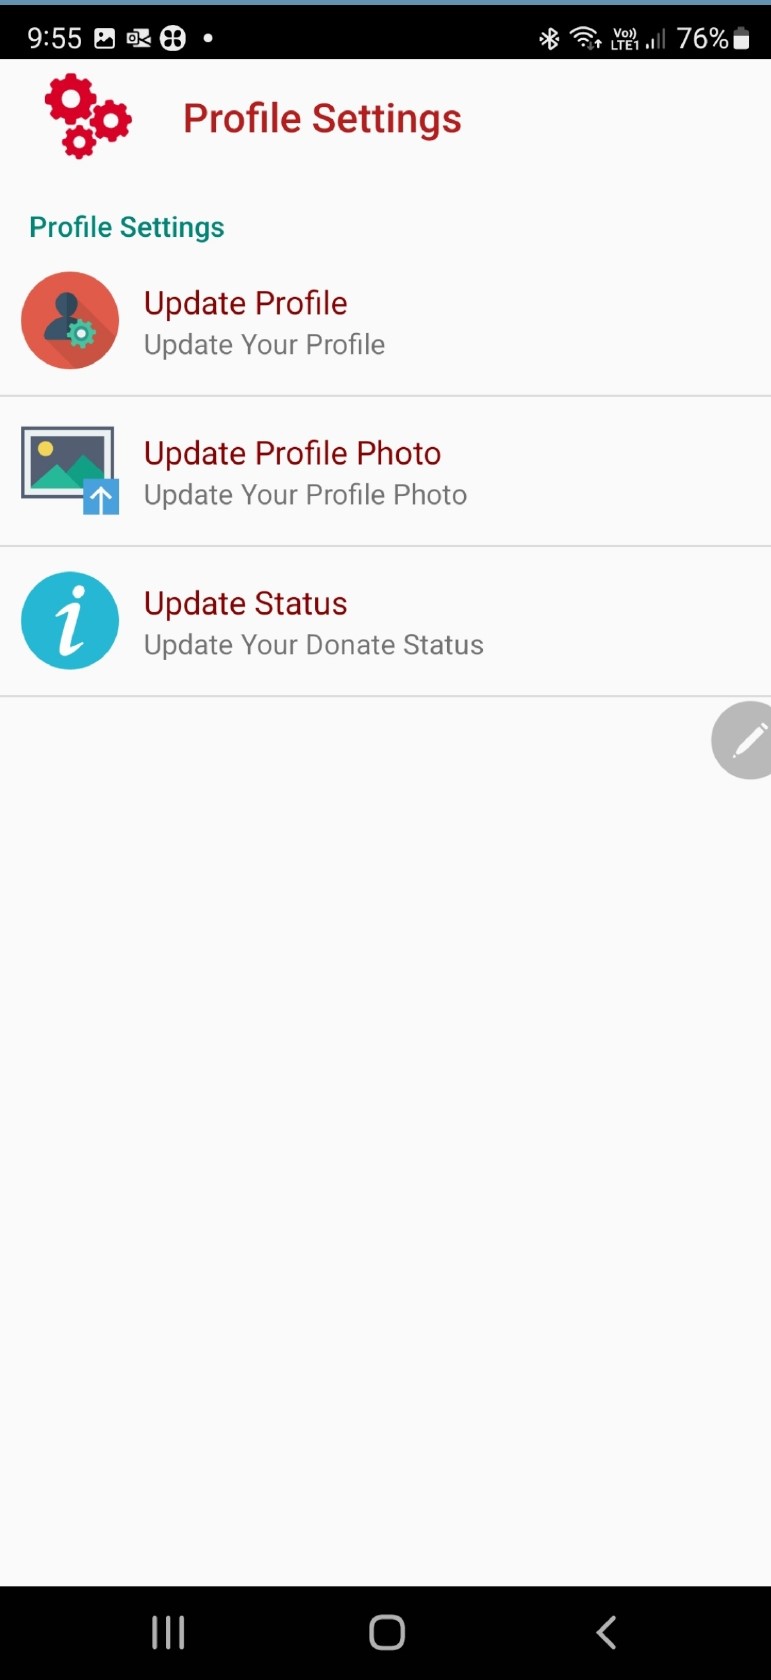 9:55 Vo)) LTE1 76%
Profile Settings
Profile Settings
Update Profile
Update Your Profile
Update Profile Photo
Update Your Profile Photo
Update Status
Update Your Donate Status